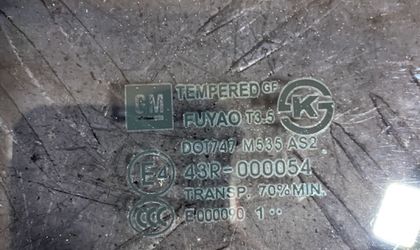 GM TEMPERED GF
FUYAO T3.5
DOT747 M535 AS2
E4 43R-000054
TRANSP. 70%MIN.
CCC E000090 1 ··